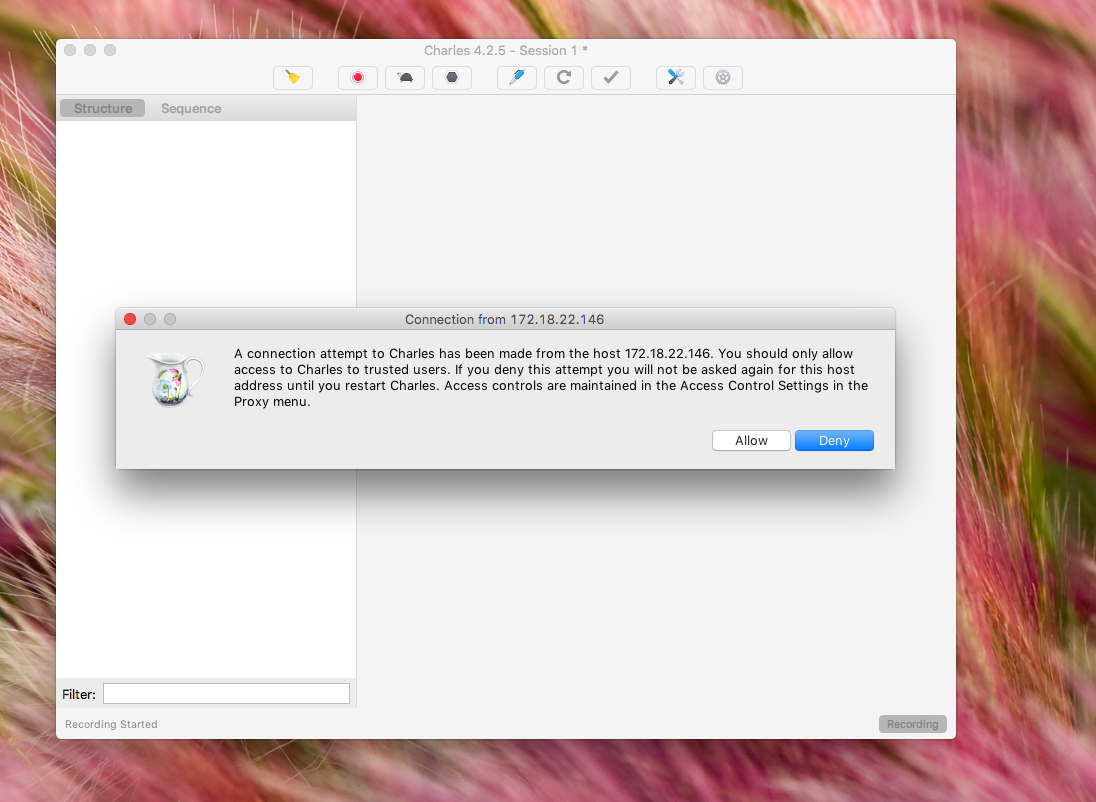 Charles 4.2.5 - Session 1 *
Structure
Sequence
Connection from 172.18.22.146
A connection attempt to Charles has been made from the host 172.18.22.146. You should only allow
access to Charles to trusted users. If you deny this attempt you will not be asked again for this host
address until you restart Charles. Access controls are maintained in the Access Control Settings in the
Proxy menu.
Allow
Deny
Filter:
Recording Started
Recording